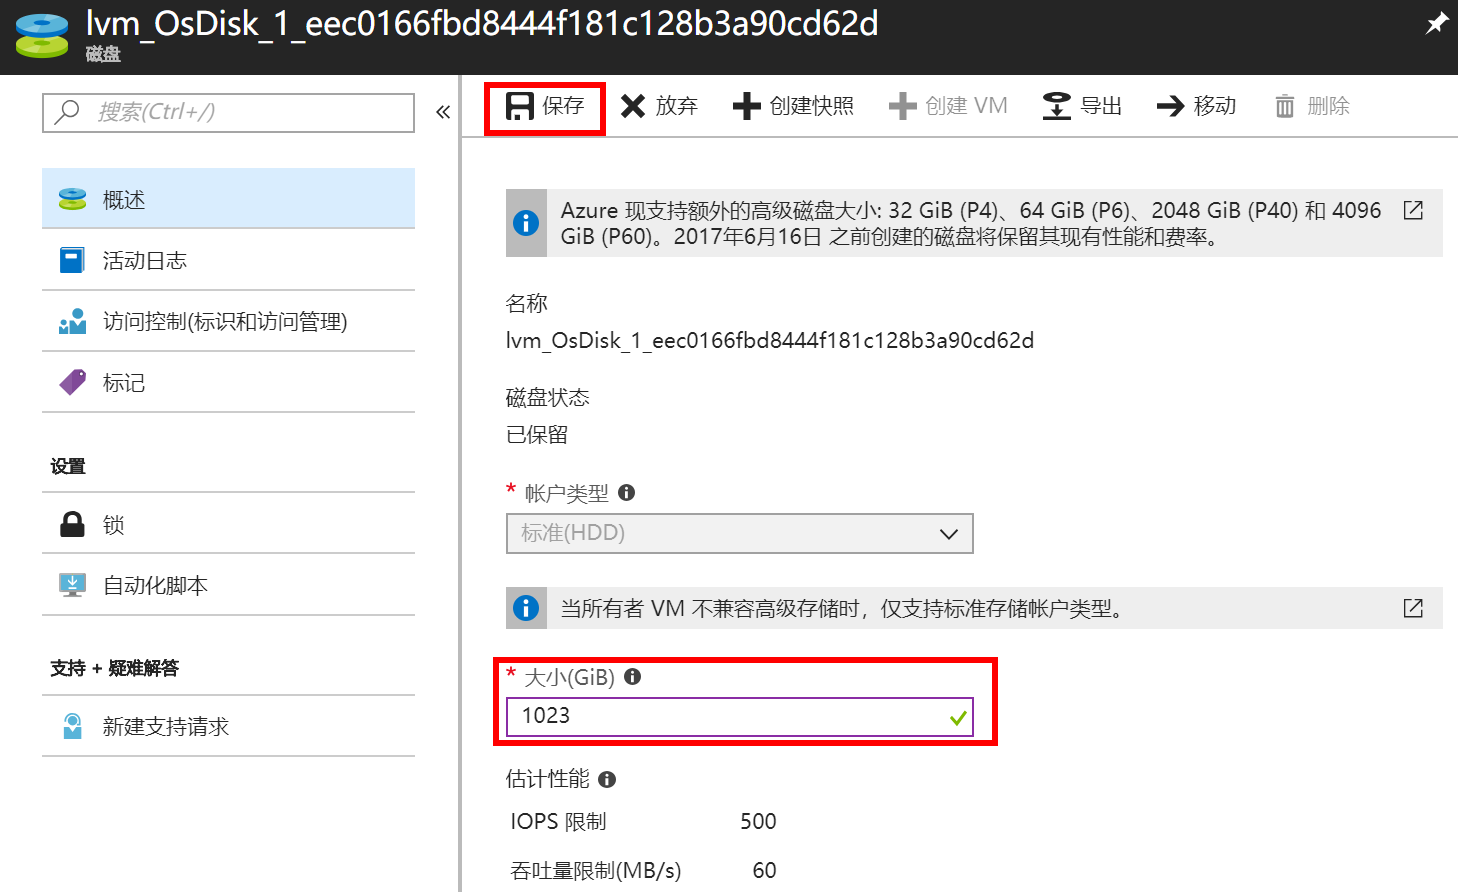 lvm_OsDisk_1_eec0166fbd8444f181c128b3a90cd62d
磁盘
搜索(Ctrl+/)
«
概述
活动日志
访问控制(标识和访问管理)
标记
设置
锁
自动化脚本
支持 + 疑难解答
新建支持请求
保存 放弃 创建快照 创建 VM 导出 移动 删除
Azure 现支持额外的高级磁盘大小: 32 GiB (P4)、64 GiB (P6)、2048 GiB (P40) 和 4096
GiB (P60)。2017年6月16日 之前创建的磁盘将保留其现有性能和费率。
名称
lvm_OsDisk_1_eec0166fbd8444f181c128b3a90cd62d
磁盘状态
已保留
* 帐户类型
标准(HDD)
当所有者 VM 不兼容高级存储时，仅支持标准存储帐户类型。
* 大小(GiB)
1023
估计性能
IOPS 限制 500
吞吐量限制(MB/s) 60